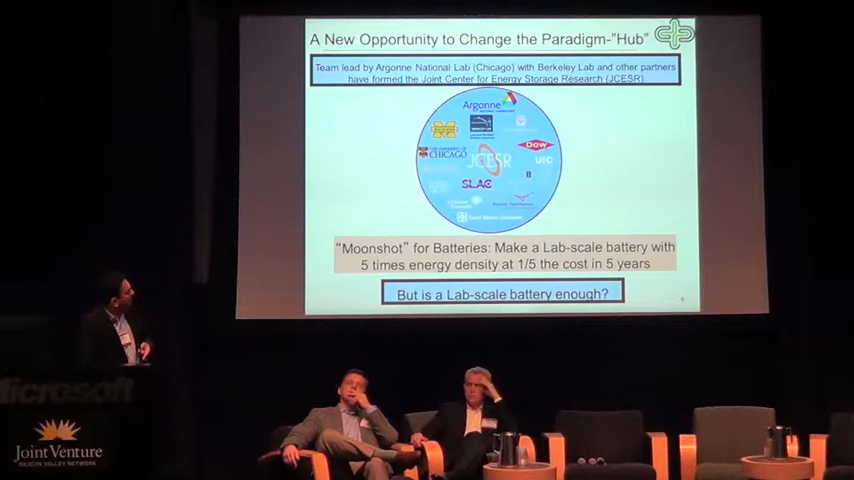 A New Opportunity to Change the Paradigm-"Hub"
Team lead by Argonne National Lab (Chicago) with Berkeley Lab and other partners
have formed the Joint Center for Energy Storage Research (JCESR)
Argonne
DOW
THE UNIVERSITY OF
CHICAGO
JCESR
UIC
SLAC
"Moonshot" for Batteries: Make a Lab-scale battery with
5 times energy density at 1/5 the cost in 5 years
But is a Lab-scale battery enough?
Microsoft
Joint Venture
SILICON VALLEY NETWORK